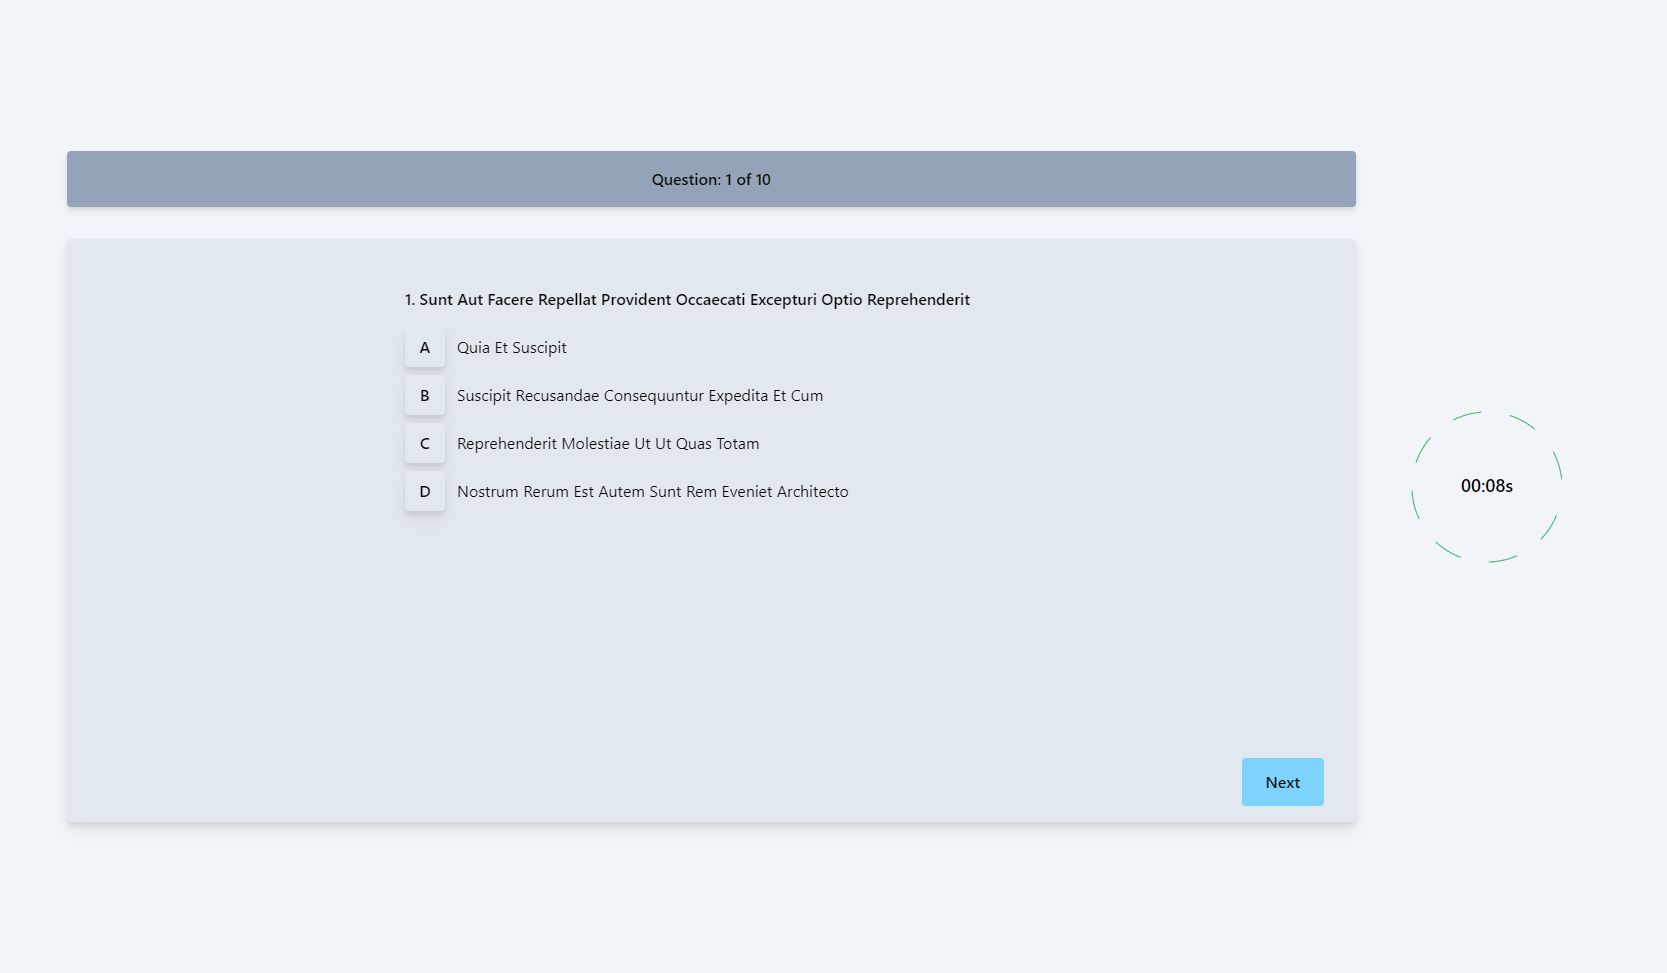 Question: 1 of 10
1. Sunt Aut Facere Repellat Provident Occaecati Excepturi Optio Reprehenderit
A Quia Et Suscipit
B Suscipit Recusandae Consequuntur Expedita Et Cum
C Reprehenderit Molestiae Ut Ut Quas Totam
D Nostrum Rerum Est Autem Sunt Rem Eveniet Architecto
00:08s
Next